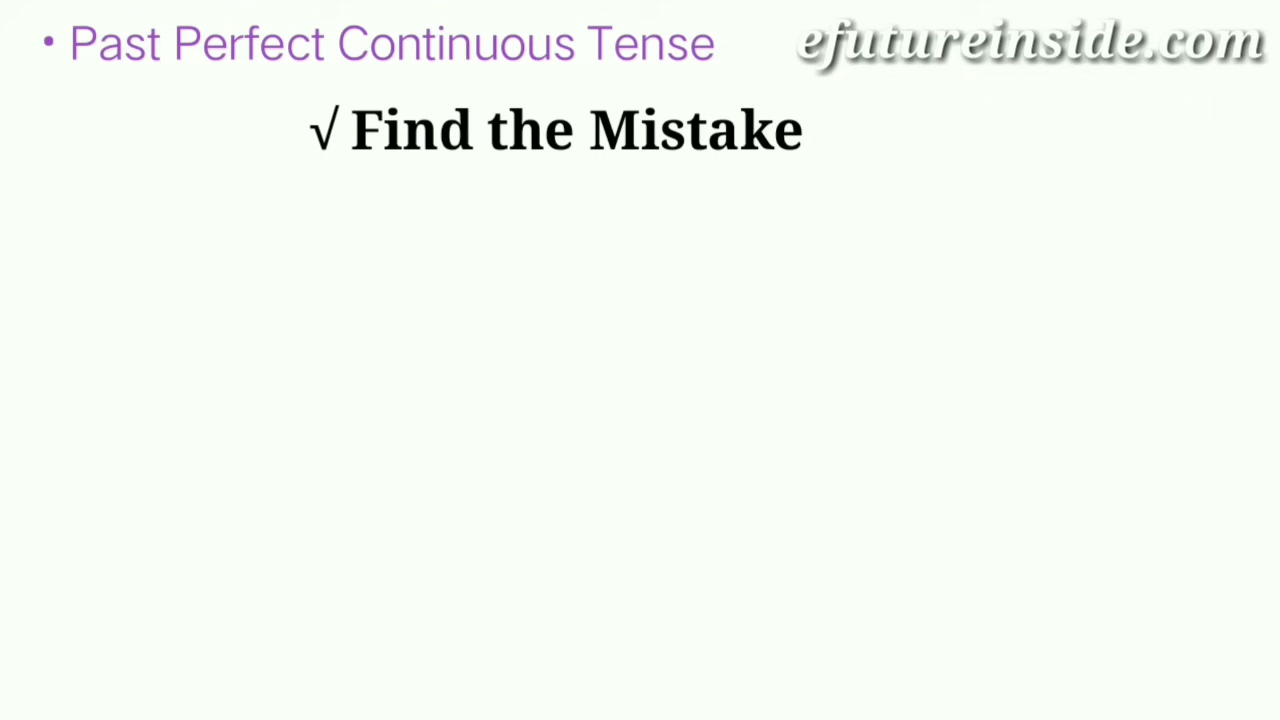 • Past Perfect Continuous Tense efutureinside.com
√ Find the Mistake